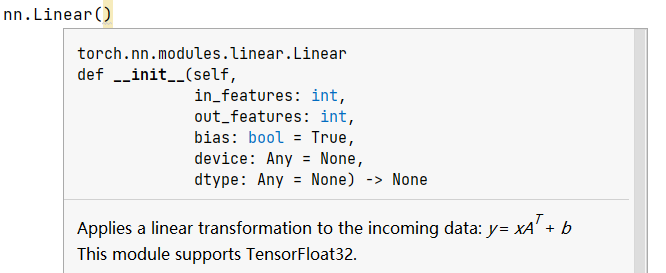 nn.Linear()
torch.nn.modules.linear.Linear
def __init__(self,
in_features: int,
out_features: int,
bias: bool = True,
device: Any = None,
dtype: Any = None) -> None
Applies a linear transformation to the incoming data: y = xAᵀ + b
This module supports TensorFloat32.